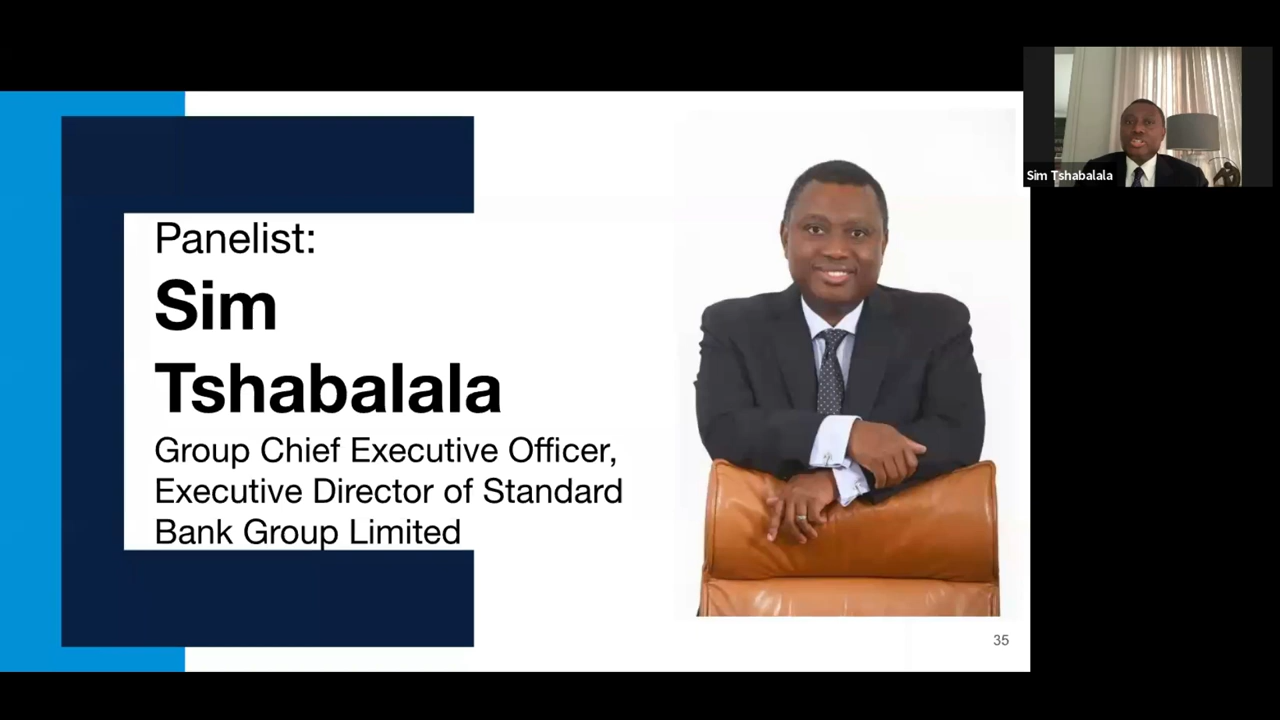 Panelist:
Sim
Tshabalala
Group Chief Executive Officer,
Executive Director of Standard
Bank Group Limited
35
Sim Tshabalala